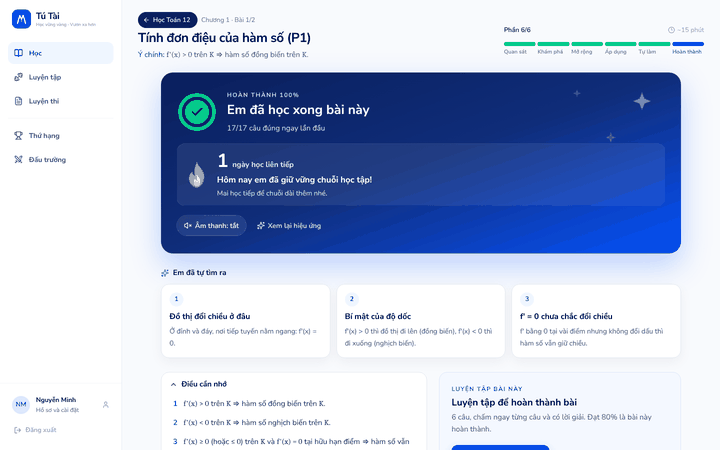 Tú Tài
Học vững vàng · Vươn xa hơn
Học
Luyện tập
Luyện thi
Thứ hạng
Đấu trường
NM
Nguyên Minh
Hồ sơ và cài đặt
Đăng xuất
← Học Toán 12
Chương 1 · Bài 1/2
Tính đơn điệu của hàm số (P1)
Ý chính: f'(x) > 0 trên K ⇒ hàm số đồng biến trên K.
Phần 6/6
~15 phút
Quan sát
Khám phá
Mở rộng
Áp dụng
Tự làm
Hoàn thành
HOÀN THÀNH 100%
Em đã học xong bài này
17/17 câu đúng ngay lần đầu
1 ngày học liên tiếp
Hôm nay em đã giữ vững chuỗi học tập!
Mai học tiếp để chuỗi dài thêm nhé.
Âm thanh: tắt
Xem lại hiệu ứng
Em đã tự tìm ra
1
Đồ thị đổi chiều ở đâu
Ở đỉnh và đáy, nơi tiếp tuyến nằm ngang: f'(x) =
0.
2
Bí mật của độ dốc
f'(x) > 0 thì đồ thị đi lên (đồng biến), f'(x) < 0 thì
đi xuống (nghịch biến).
3
f' = 0 chưa chắc đổi chiều
f' bằng 0 tại vài điểm nhưng không đổi dấu thì
hàm số vẫn giữ chiều.
Điều cần nhớ
1 f'(x) > 0 trên K ⇒ hàm số đồng biến trên K.
2 f'(x) < 0 trên K ⇒ hàm số nghịch biến trên K.
3 f'(x) ≥ 0 (hoặc ≤ 0) trên K và f'(x) = 0 tại hữu hạn điểm ⇒ hàm số vẫn
LUYỆN TẬP BÀI NÀY
Luyện tập để hoàn thành bài
6 câu, chấm ngay từng câu và có lời giải. Đạt 80% là bài này
hoàn thành.